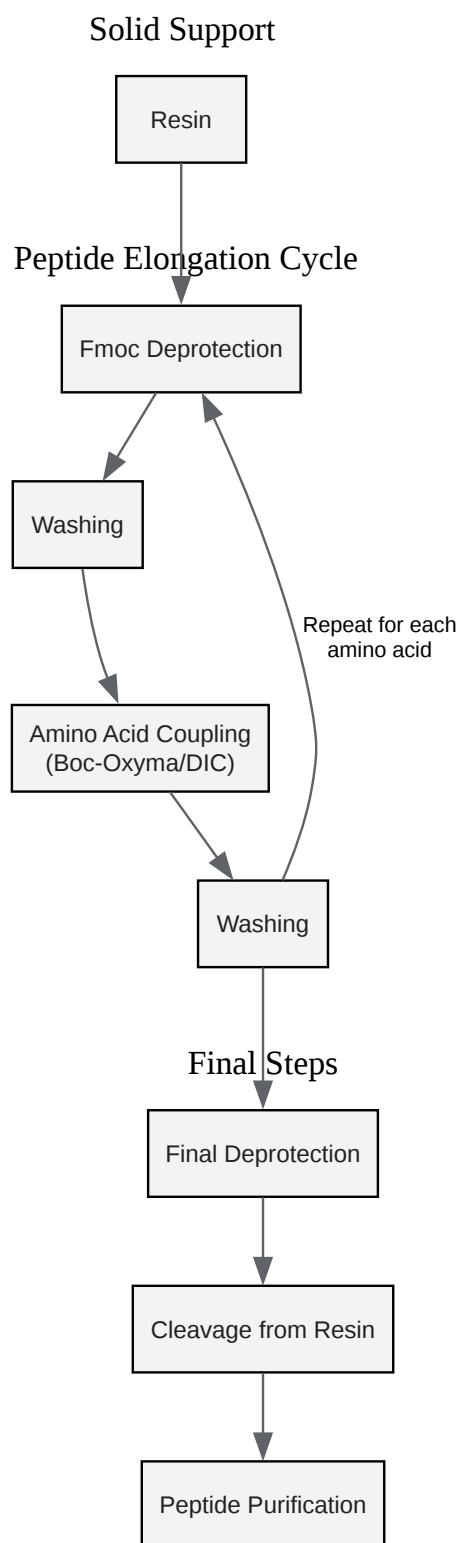 Solid Support
Resin
Peptide Elongation Cycle
Fmoc Deprotection
Washing
Repeat for each
amino acid
Amino Acid Coupling
(Boc-Oxyma/DIC)
Washing
Final Steps
Final Deprotection
Cleavage from Resin
Peptide Purification